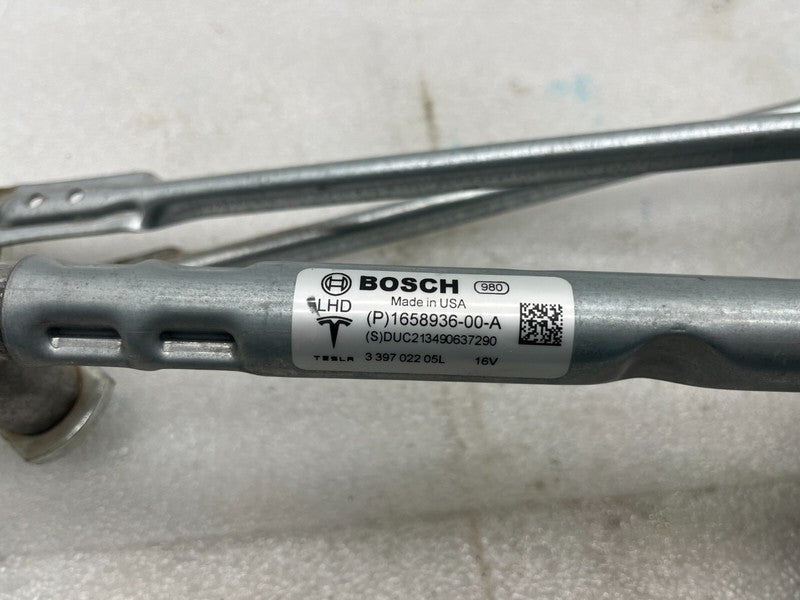 BOSCH 980
Made in USA
LHD
(P)1658936-00-A
(S)DUC213490637290
TESLA 3 397 022 05L 16V